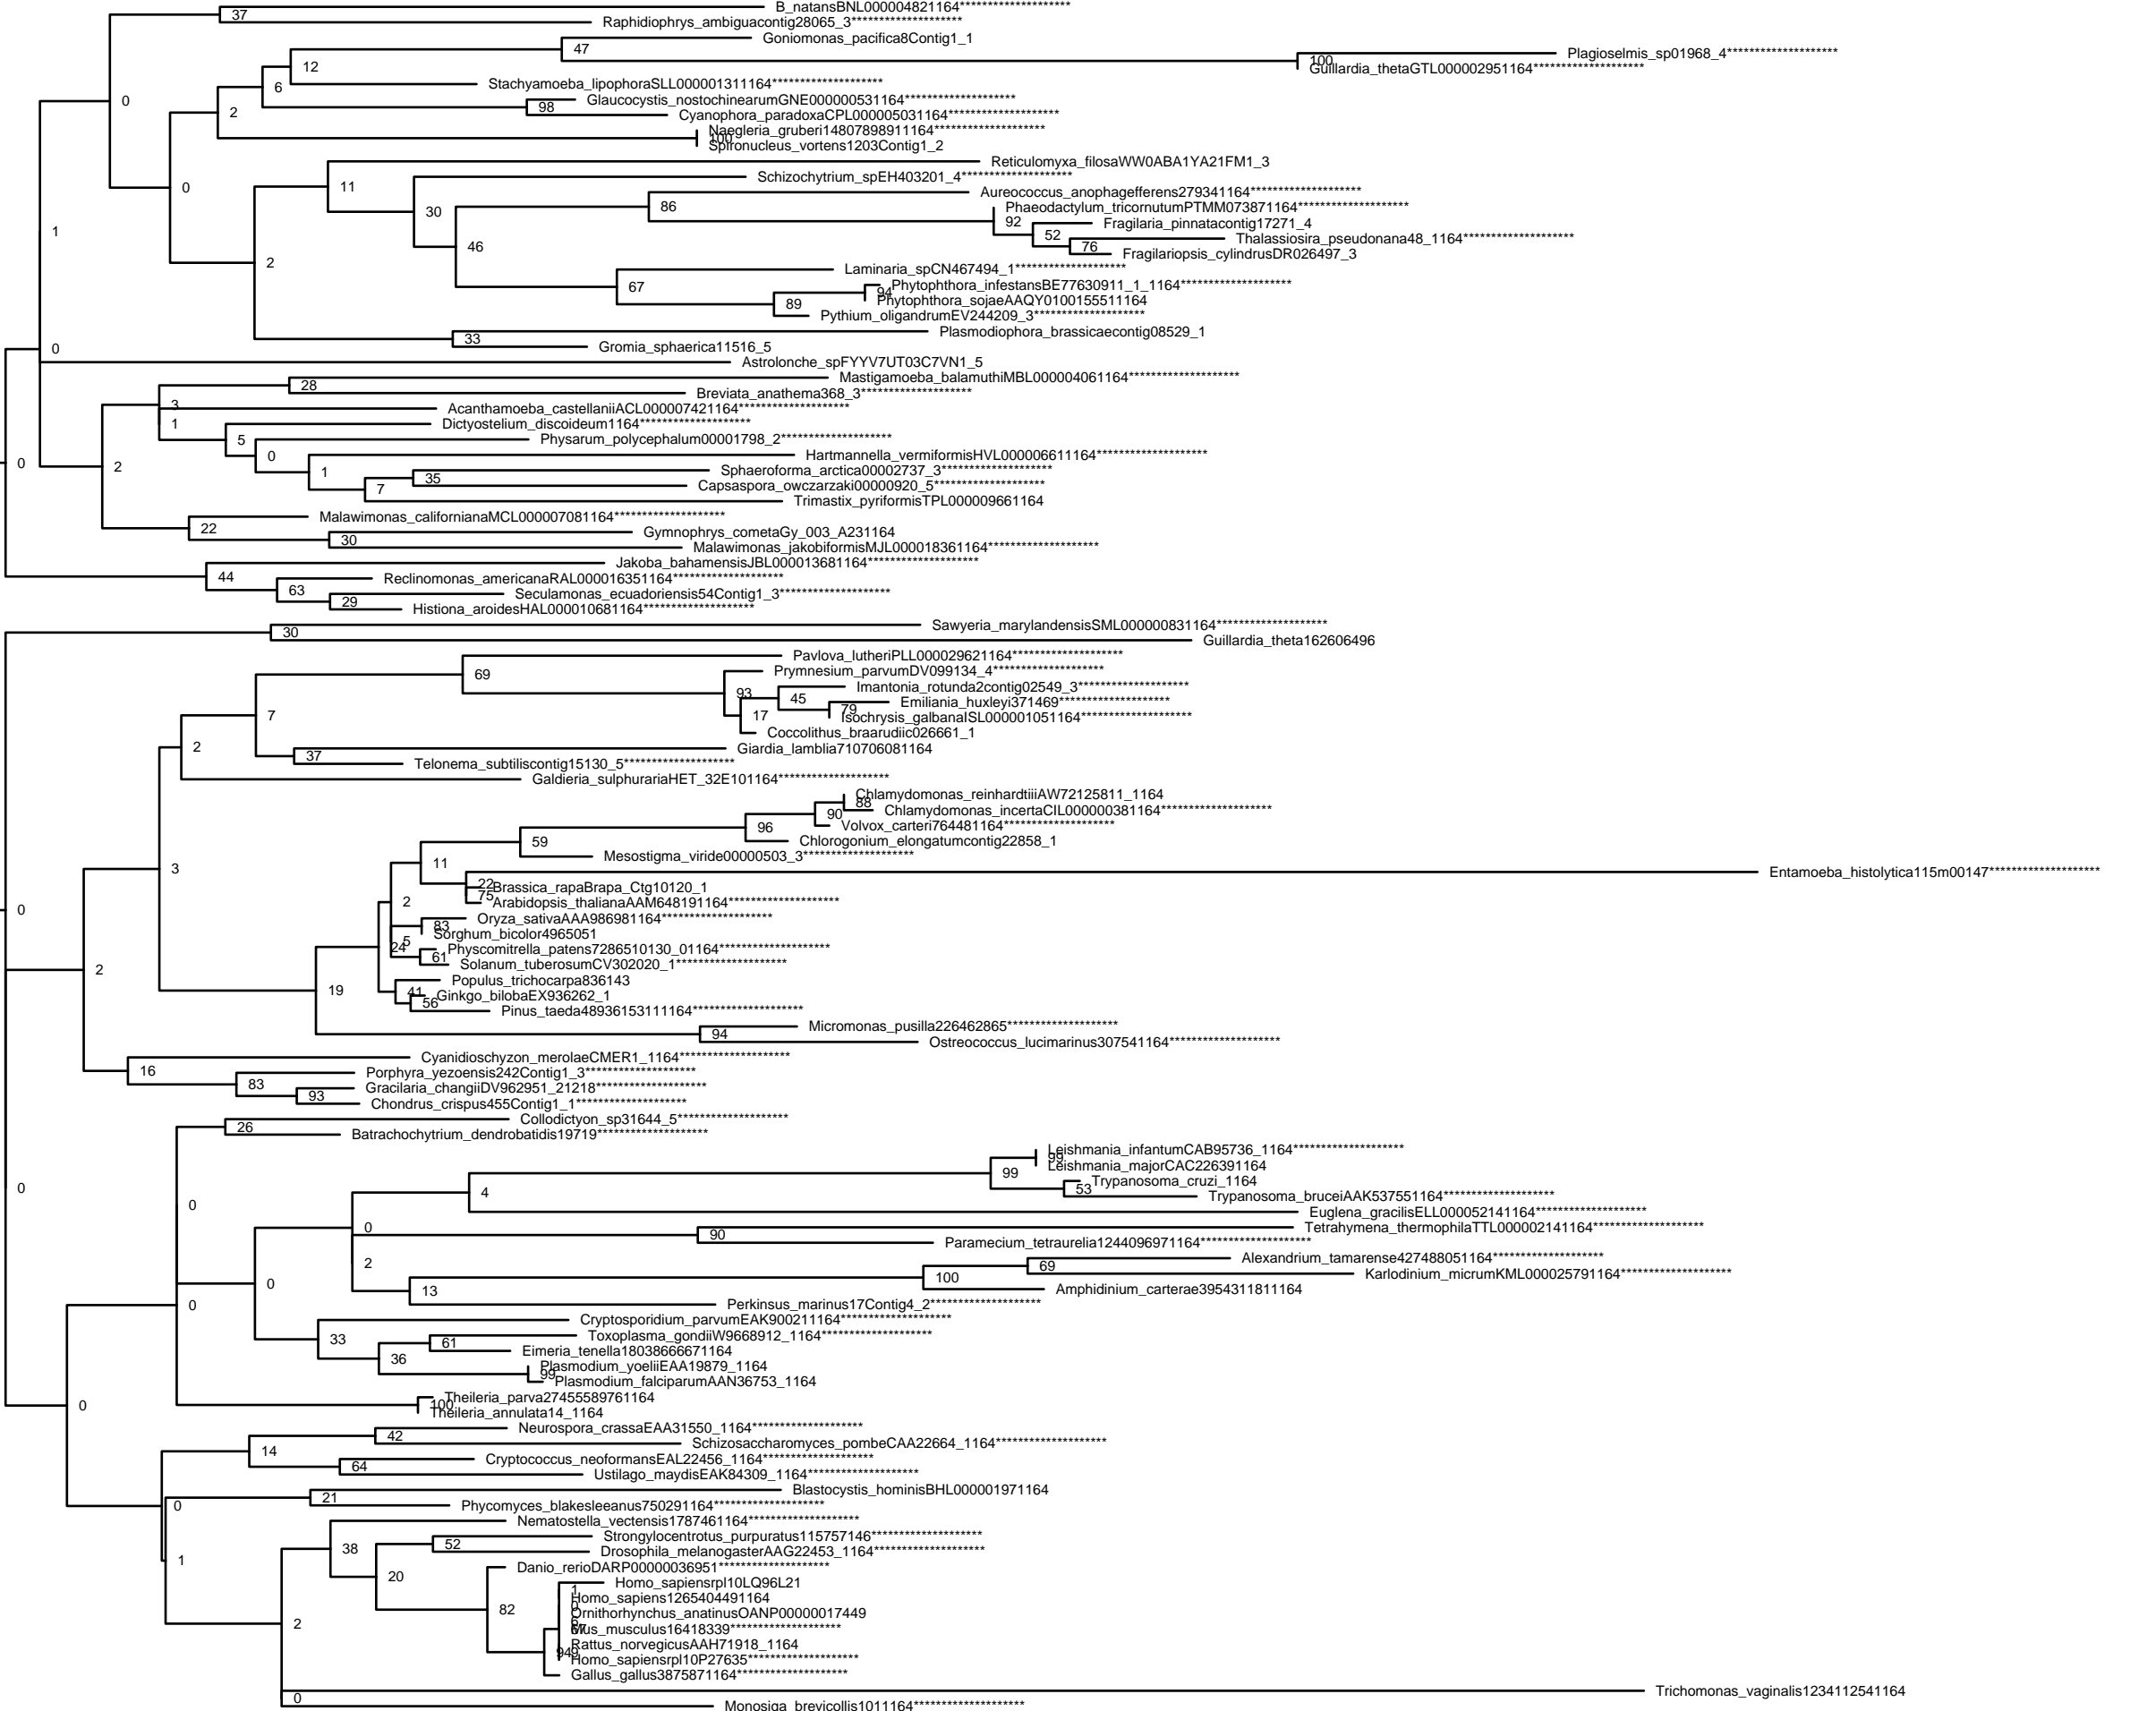 B_natansBNL000004821164********************
37
Raphidiophrys_ambiguacontig28065_3********************
Goniomonas_pacifica8Contig1_1
47
Plagioselmis_sp01968_4********************
100
Guillardia_thetaGTL000002951164********************
12
Stachyamoeba_lipophoraSLL000001311164********************
6
Glaucocystis_nostochinearumGNE000000531164********************
98
Cyanophora_paradoxaCPL000005031164********************
2
0
Naegleria_gruberi14807898911164********************
100
Spironucleus_vortens1203Contig1_2
Reticulomyxa_filosaWW0ABA1YA21FM1_3
11
0
Schizochytrium_spEH403201_4********************
Aureococcus_anophagefferens279341164********************
86
30
Phaeodactylum_tricornutumPTMM073871164********************
92
Fragilaria_pinnatacontig17271_4
52
Thalassiosira_pseudonana48_1164********************
76
Fragilariopsis_cylindrusDR026497_3
1
46
2
Laminaria_spCN467494_1********************
67
Phytophthora_infestansBE77630911_1_1164********************
94
Phytophthora_sojaeAAQY0100155511164
89
Pythium_oligandrumEV244209_3********************
Plasmodiophora_brassicaecontig08529_1
33
Gromia_sphaerica11516_5
0
Astrolonche_spFYYV7UT03C7VN1_5
Mastigamoeba_balamuthiMBL000004061164********************
28
Breviata_anathema368_3********************
3
Acanthamoeba_castellaniiACL000007421164********************
1
Dictyostelium_discoideum1164********************
5
Physarum_polycephalum00001798_2********************
0
Hartmannella_vermiformisHVL000006611164********************
0
2
1
Sphaeroforma_arctica00002737_3********************
35
Capsaspora_owczarzaki00000920_5********************
7
Trimastix_pyriformisTPL000009661164
Malawimonas_californianaMCL000007081164********************
22
Gymnophrys_cometaGy_003_A231164
30
Malawimonas_jakobiformisMJL000018361164********************
Jakoba_bahamensisJBL000013681164********************
44
Reclinomonas_americanaRAL000016351164********************
63
Seculamonas_ecuadoriensis54Contig1_3********************
29
Histiona_aroidesHAL000010681164********************
Sawyeria_marylandensisSML000000831164********************
30
Guillardia_theta162606496
Pavlova_lutheriPLL000029621164********************
69
Prymnesium_parvumDV099134_4********************
93
Imantonia_rotunda2contig02549_3********************
45
Emiliania_huxleyi371469********************
79
Isochrysis_galbanaISL000001051164********************
17
7
Coccolithus_braarudiic026661_1
2
Giardia_lamblia710706081164
37
Telonema_subtiliscontig15130_5********************
Galdieria_sulphurariaHET_32E101164********************
Chlamydomonas_reinhardtiiiAW72125811_1164
88
Chlamydomonas_incertaCIL000000381164********************
90
Volvox_carteri764481164********************
96
Chlorogonium_elongatumcontig22858_1
59
Mesostigma_viride00000503_3********************
11
3
Entamoeba_histolytica115m00147********************
22
Brassica_rapaBrapa_Ctg10120_1
75
Arabidopsis_thalianaAAM648191164********************
2
0
Oryza_sativaAAA986981164********************
83
Sorghum_bicolor4965051
5
24
Physcomitrella_patens7286510130_01164********************
61
Solanum_tuberosumCV302020_1********************
2
Populus_trichocarpa836143
41
19
Ginkgo_bilobaEX936262_1
56
Pinus_taeda48936153111164********************
Micromonas_pusilla226462865********************
94
Ostreococcus_lucimarinus307541164********************
Cyanidioschyzon_merolaeCMER1_1164********************
16
Porphyra_yezoensis242Contig1_3********************
83
Gracilaria_changiiDV962951_21218********************
93
Chondrus_crispus455Contig1_1********************
Collodictyon_sp31644_5********************
26
Batrachochytrium_dendrobatidis19719********************
Leishmania_infantumCAB95736_1164********************
99
Leishmania_majorCAC226391164
99
Trypanosoma_cruzi_1164
53
Trypanosoma_bruceiAAK537551164********************
0
4
0
Euglena_gracilisELL000052141164********************
0
Tetrahymena_thermophilaTTL000002141164********************
90
Paramecium_tetraurelia1244096971164********************
2
Alexandrium_tamarense427488051164********************
69
Karlodinium_micrumKML000025791164********************
100
0
13
Amphidinium_carterae3954311811164
0
Perkinsus_marinus17Contig4_2********************
Cryptosporidium_parvumEAK900211164********************
33
Toxoplasma_gondiiW9668912_1164********************
61
Eimeria_tenella18038666671164
36
Plasmodium_yoeliiEAA19879_1164
99
Plasmodium_falciparumAAN36753_1164
Theileria_parva27455589761164
0
100
Theileria_annulata14_1164
Neurospora_crassaEAA31550_1164********************
42
Schizosaccharomyces_pombeCAA22664_1164********************
14
Cryptococcus_neoformansEAL22456_1164********************
64
Ustilago_maydisEAK84309_1164********************
Blastocystis_hominisBHL000001971164
21
0
Phycomyces_blakesleeanus750291164********************
Nematostella_vectensis1787461164********************
Strongylocentrotus_purpuratus115757146********************
38
52
Drosophila_melanogasterAAG22453_1164********************
1
Danio_rerioDARP00000036951********************
20
Homo_sapiensrpl10LQ96L21
1
Homo_sapiens1265404491164
0
82
Ornithorhynchus_anatinusOANP00000017449
6
2
Mus_musculus16418339********************
Rattus_norvegicusAAH71918_1164
Homo_sapiensrpl10P27635********************
Gallus_gallus3875871164********************
Trichomonas_vaginalis1234112541164
0
Monosiga_brevicollis1011164********************